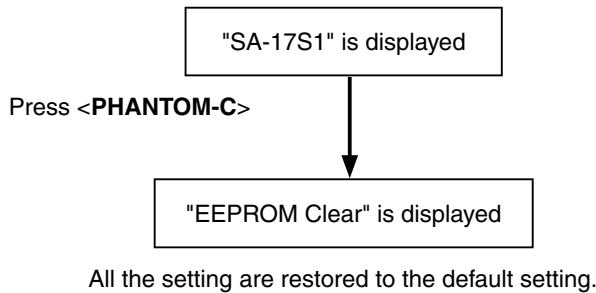 "SA-17S1" is displayed
Press <PHANTOM-C>
"EEPROM Clear" is displayed
All the setting are restored to the default setting.